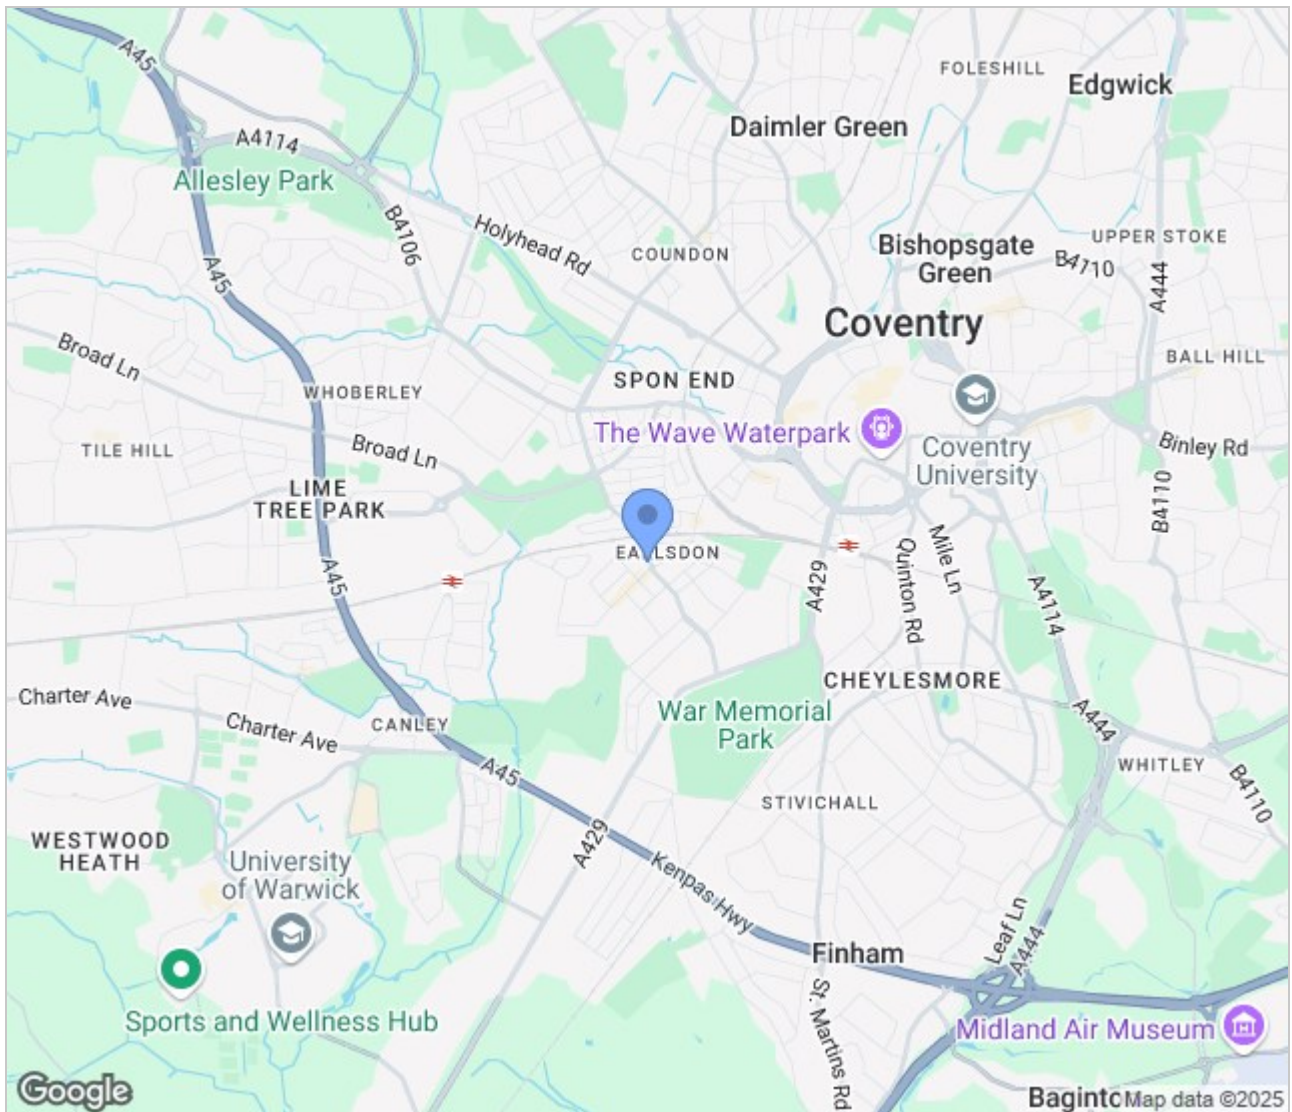 A45
FOLESHILL
Edgwick
Daimler Green
A4114
Allesley Park
B4106
Holyhead Rd
COUNDON
Bishopsgate
Green
UPPER STOKE
B4110
A444
A45
Coventry
Broad Ln
BALL HILL
WHOBERLEY
SPON END
The Wave Waterpark
Broad Ln
TILE HILL
Coventry
University
Binley Rd
LIME
TREE PARK
B4110
EARLSDON
Mile Ln
Quinton Rd
A45
A429
A4114
CHEYLESMORE
Charter Ave
Charter Ave
CANLEY
War Memorial
Park
A444
WHITLEY
A45
B4110
STIVICHALL
WESTWOOD
HEATH
University
of Warwick
A429
Kenpas Hwy
Leaf Ln
A444
Finham
Sports and Wellness Hub
St. Martins Rd
Midland Air Museum
Google
Map data ©2025